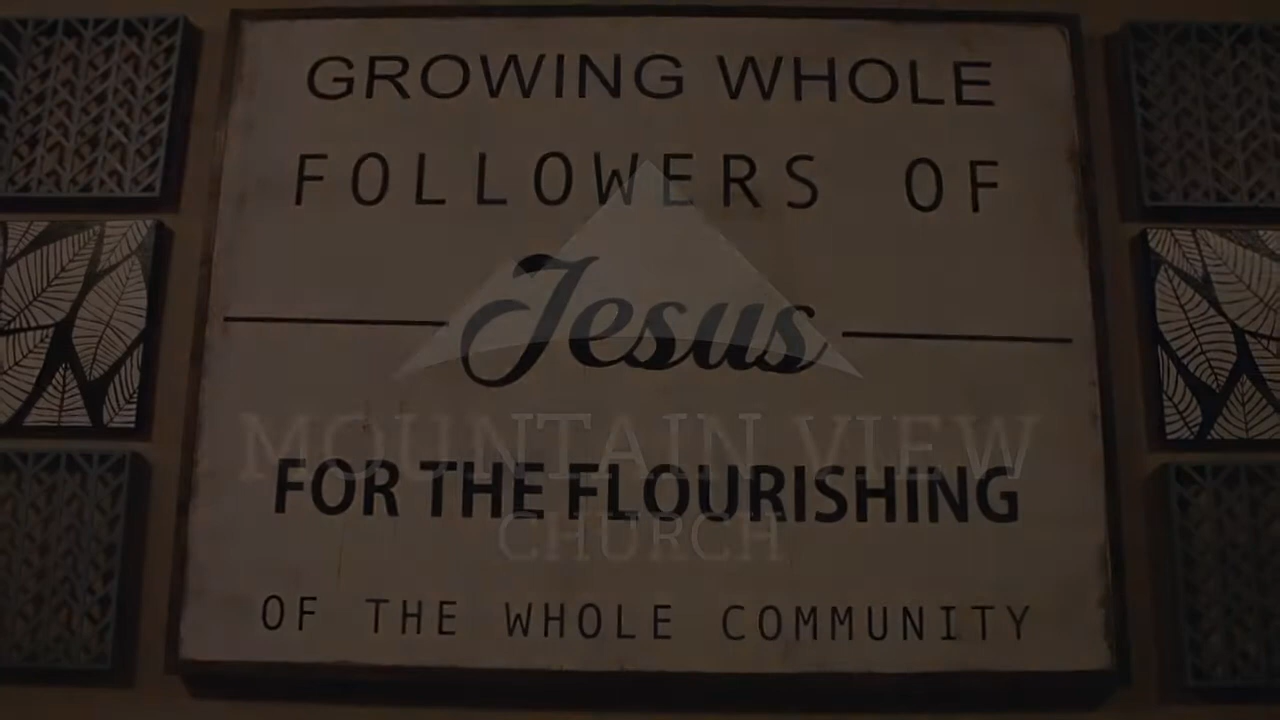 GROWING WHOLE
FOLLOWERS OF
Jesus
MOUNTAIN VIEW
FOR THE FLOURISHING
CHURCH
OF THE WHOLE COMMUNITY